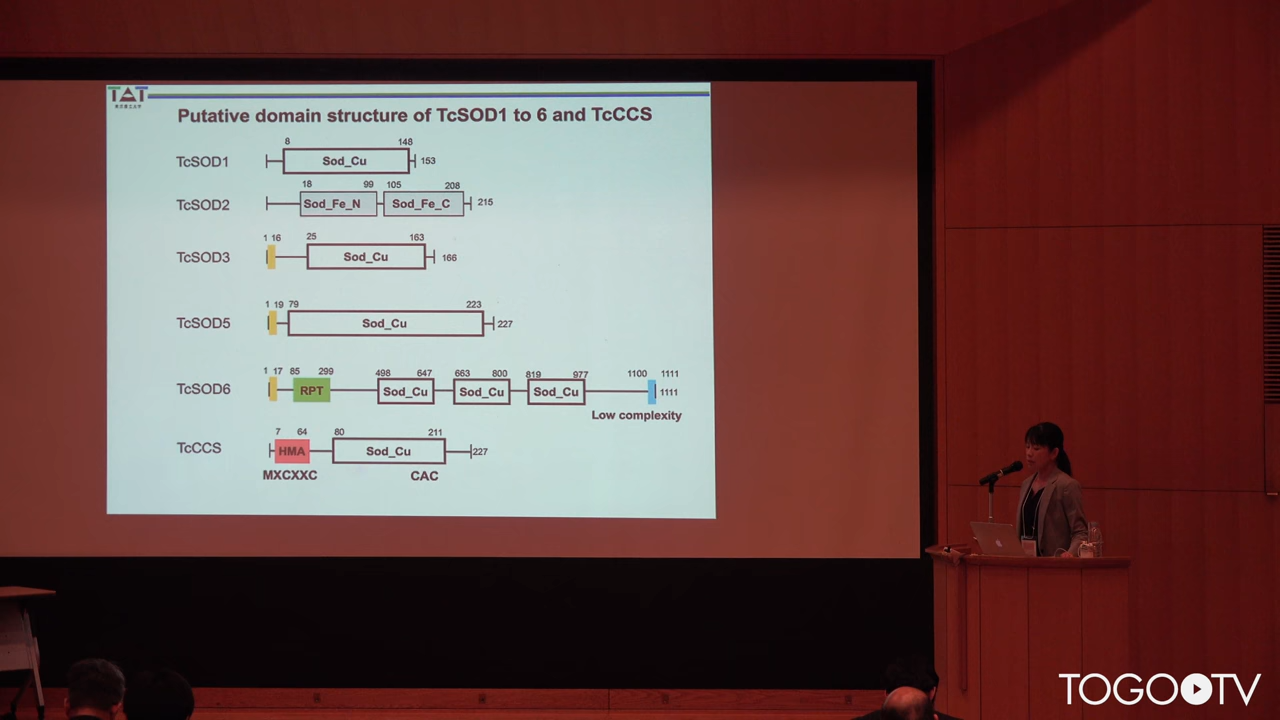 TAT
Putative domain structure of TcSOD1 to 6 and TcCCS
8 148
TcSOD1 Sod_Cu 153
18 99 105 208
TcSOD2 Sod_Fe_N Sod_Fe_C 215
1 16 25 163
TcSOD3 Sod_Cu 166
1 19 79 223
TcSOD5 Sod_Cu 227
1 17 85 299 498 647 663 800 819 977 1100 1111
TcSOD6 RPT Sod_Cu Sod_Cu Sod_Cu 1111
Low complexity
7 64 80 211
TcCCS HMA Sod_Cu 227
MXCXXC CAC
TOGO TV